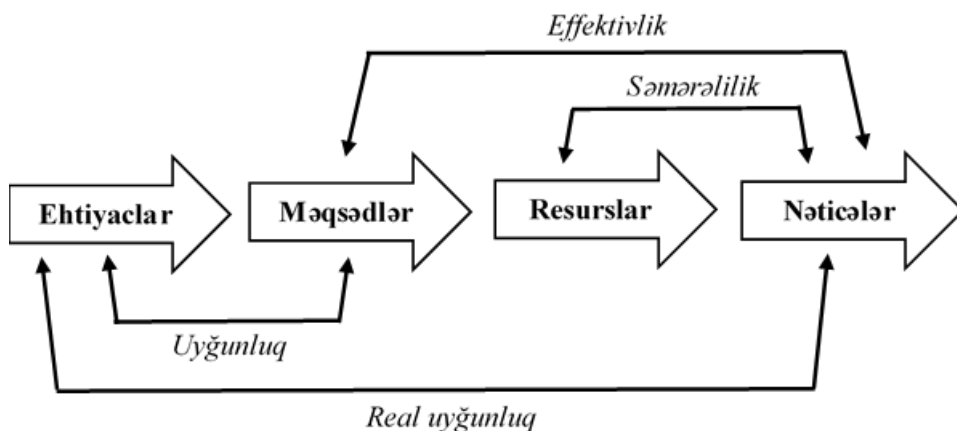 Effektivlik
Səmərəlilik
Ehtiyaclar
Məqsədlər
Resurslar
Nəticələr
Uyğunluq
Real uyğunluq